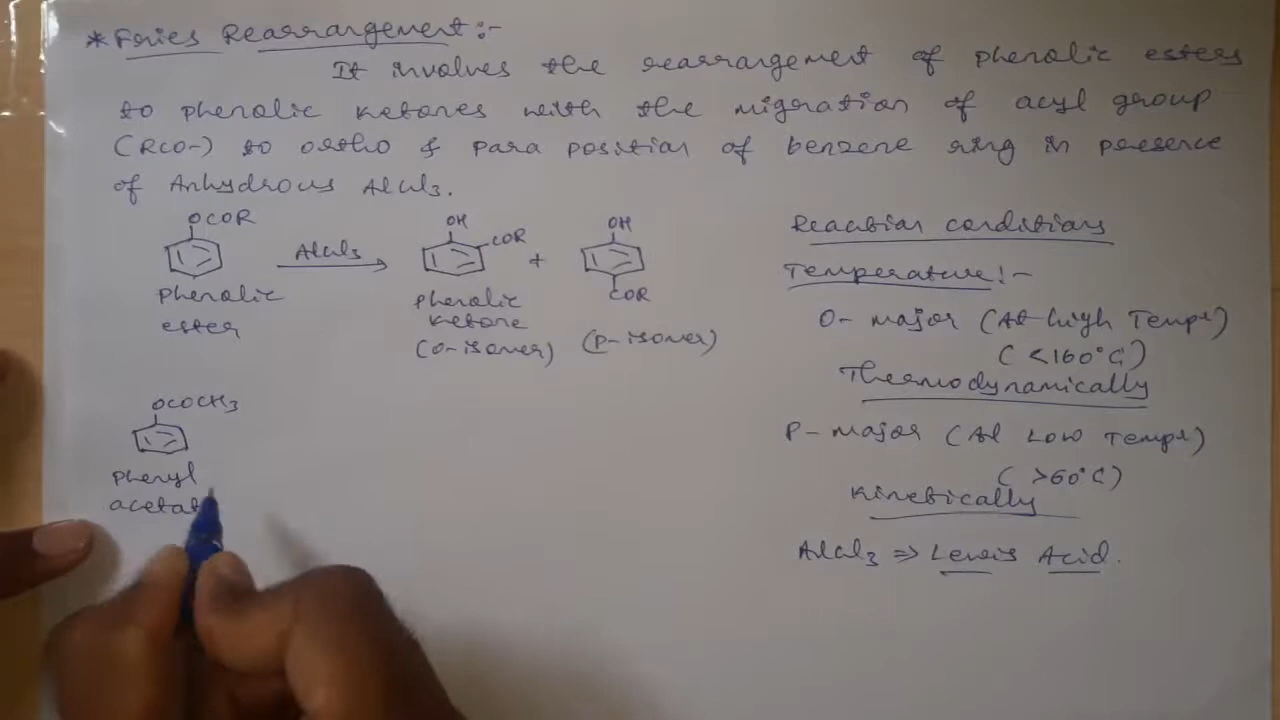 * Fries Rearrangement:-
It involves the rearrangement of phenolic esters
to phenolic ketones with the migration of acyl group
(RCO-) to ortho & para position of benzene ring in presence
of Anhydrous AlCl3.
OCOR
AlCl3
OH
COR
+
OH
COR
Phenolic
ester
phenolic
ketone
(o-isomer)
(p-isomer)
Reaction conditions
Temperature:-
O- major (At high Tempr)
(<160°C)
Thermodynamically
P- major (At Low Tempr)
(>60°C)
Kinetically
AlCl3 ⇒ Lewis Acid.
OCOCH3
phenyl
acetat